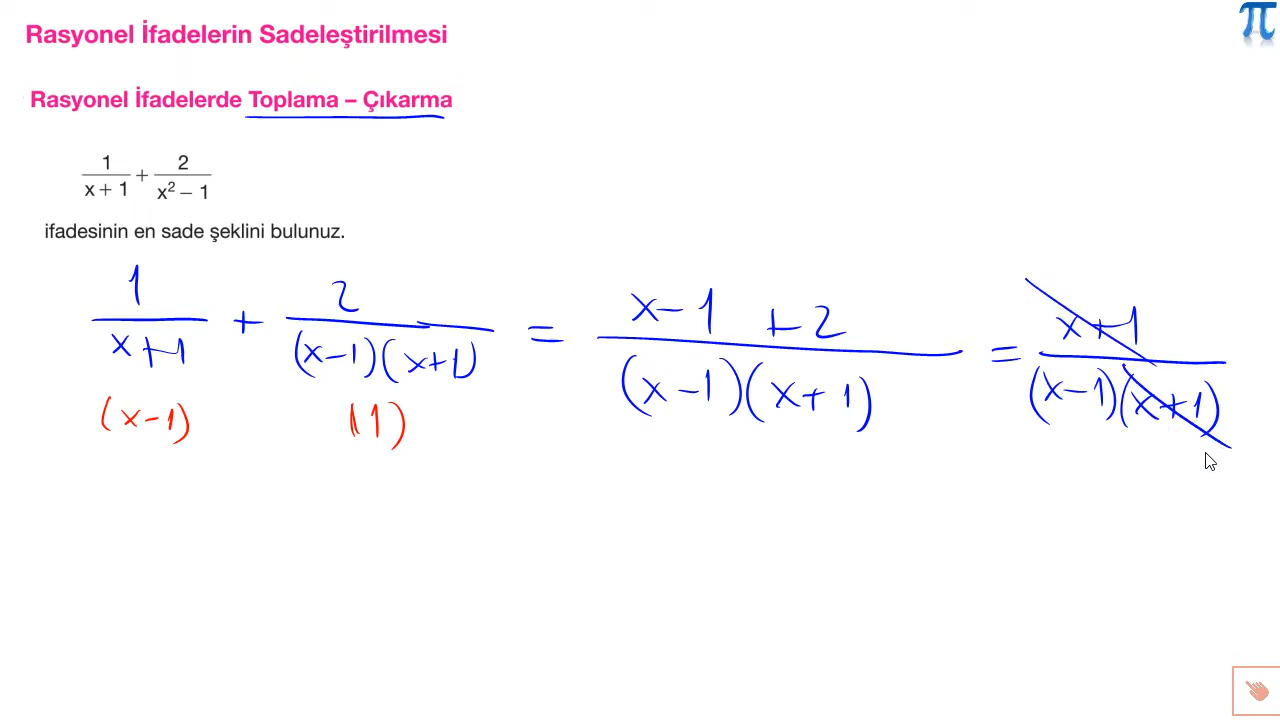 Rasyonel İfadelerin Sadeleştirilmesi
π
Rasyonel İfadelerde Toplama – Çıkarma
1/(x + 1) + 2/(x² – 1)
ifadesinin en sade şeklini bulunuz.
1/(x+1) + 2/((x-1)(x+1)) = (x-1+2)/((x-1)(x+1)) = (x+1)/((x-1)(x+1))
(x-1) (1)